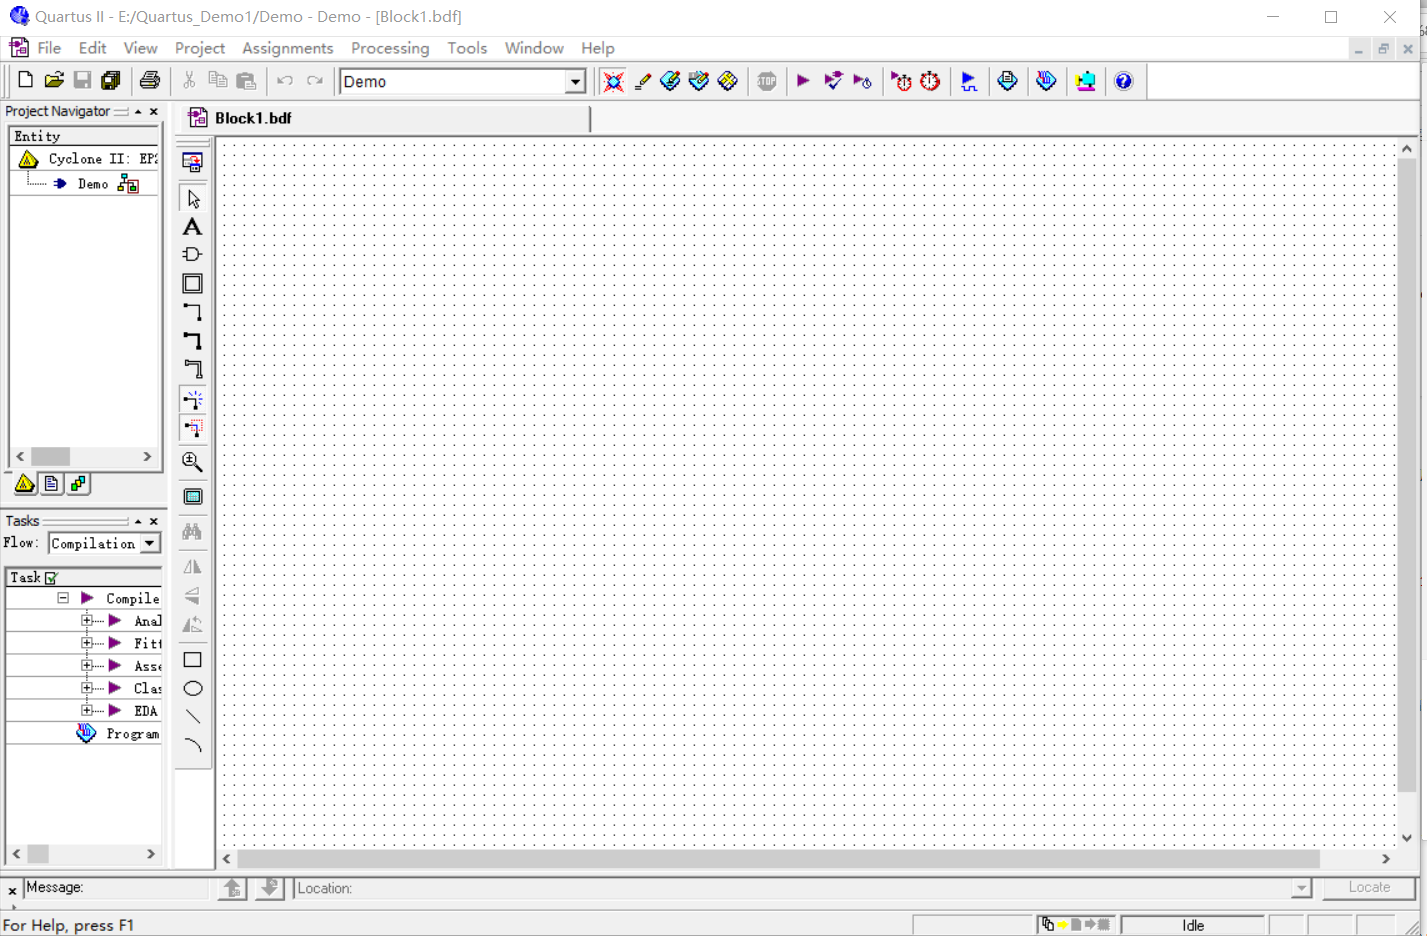 Quartus II - E:/Quartus_Demo1/Demo - Demo - [Block1.bdf]
File Edit View Project Assignments Processing Tools Window Help
Demo
STOP
Project Navigator
Block1.bdf
Entity
Cyclone II: EP2
Demo
A
Tasks
Flow: Compilation
Task
Compile
Anal
Fitt
Asse
Clas
EDA
Program
Message:
Location:
Locate
For Help, press F1
Idle